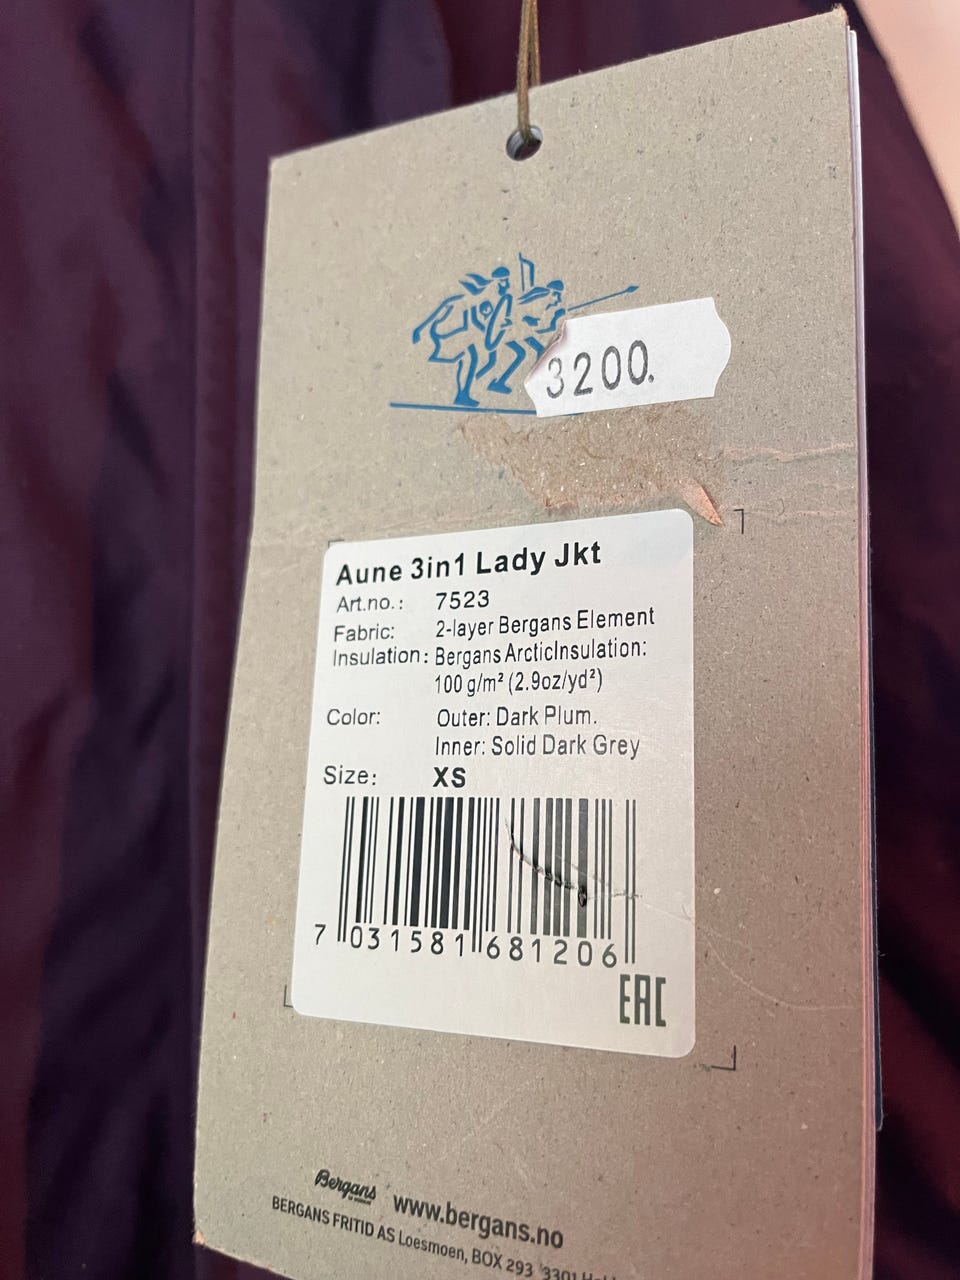 3200.
Aune 3in1 Lady Jkt
Art.no.: 7523
Fabric: 2-layer Bergans Element
Insulation: Bergans ArcticInsulation:
100 g/m² (2.9oz/yd²)
Color: Outer: Dark Plum.
Inner: Solid Dark Grey
Size: XS
7 031581 681206
EAC
Bergans www.bergans.no
BERGANS FRITID AS Loesmoen, BOX 293 3301